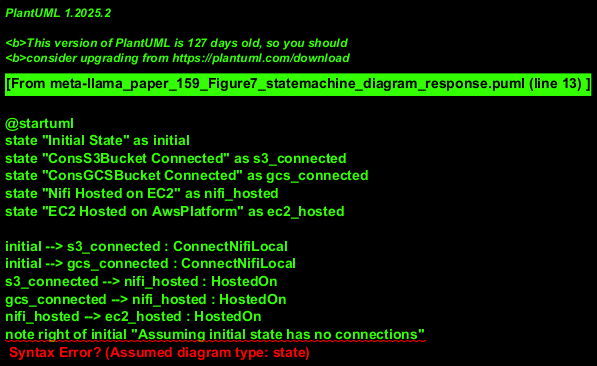 PlantUML 1.2025.2
<b>This version of PlantUML is 127 days old, so you should
<b>consider upgrading from https://plantuml.com/download
[From meta-llama_paper_159_Figure7_statemachine_diagram_response.puml (line 13) ]
@startuml
state "Initial State" as initial
state "ConsS3Bucket Connected" as s3_connected
state "ConsGCSBucket Connected" as gcs_connected
state "Nifi Hosted on EC2" as nifi_hosted
state "EC2 Hosted on AwsPlatform" as ec2_hosted
initial --> s3_connected : ConnectNifiLocal
initial --> gcs_connected : ConnectNifiLocal
s3_connected --> nifi_hosted : HostedOn
gcs_connected --> nifi_hosted : HostedOn
nifi_hosted --> ec2_hosted : HostedOn
note right of initial "Assuming initial state has no connections"
Syntax Error? (Assumed diagram type: state)